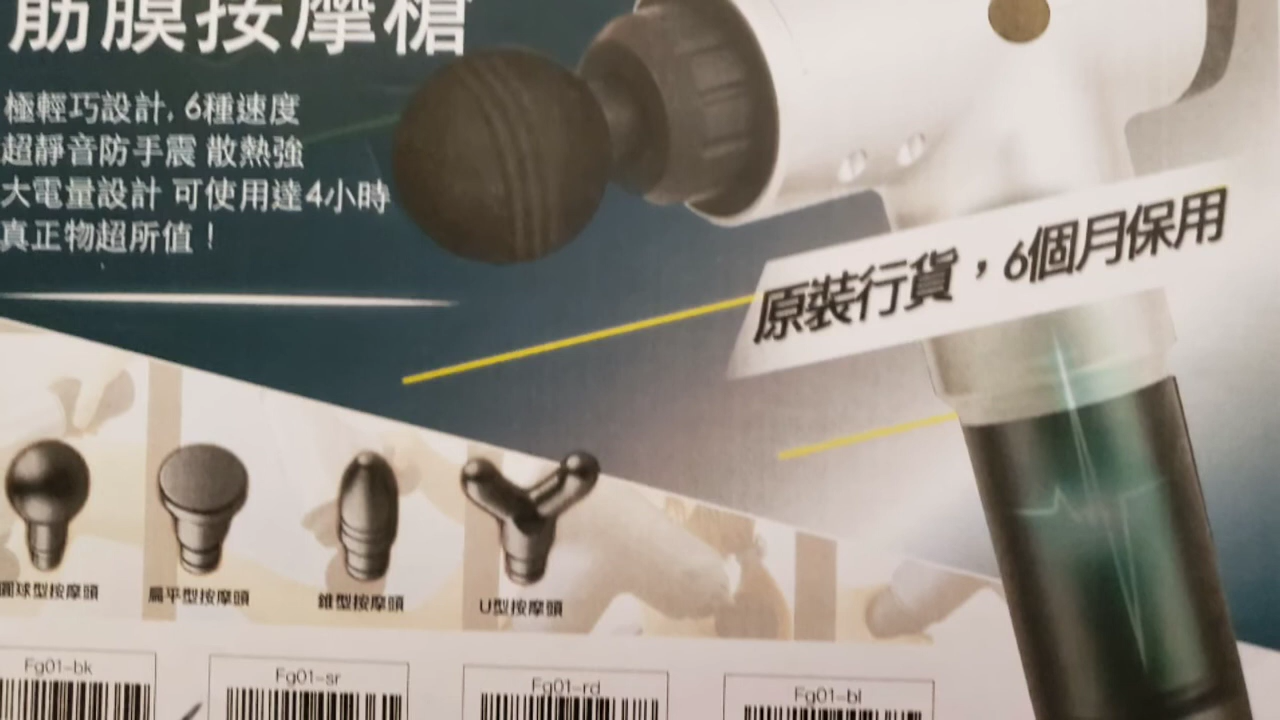 筋膜按摩槍
極輕巧設計, 6種速度
超靜音防手震 散熱強
大電量設計 可使用達4小時
真正物超所值！
原裝行貨，6個月保用
圓球型按摩頭
扁平型按摩頭
錐型按摩頭
U型按摩頭
Fg01-bk
Fg01-sr
Fg01-rd
Fg01-bl